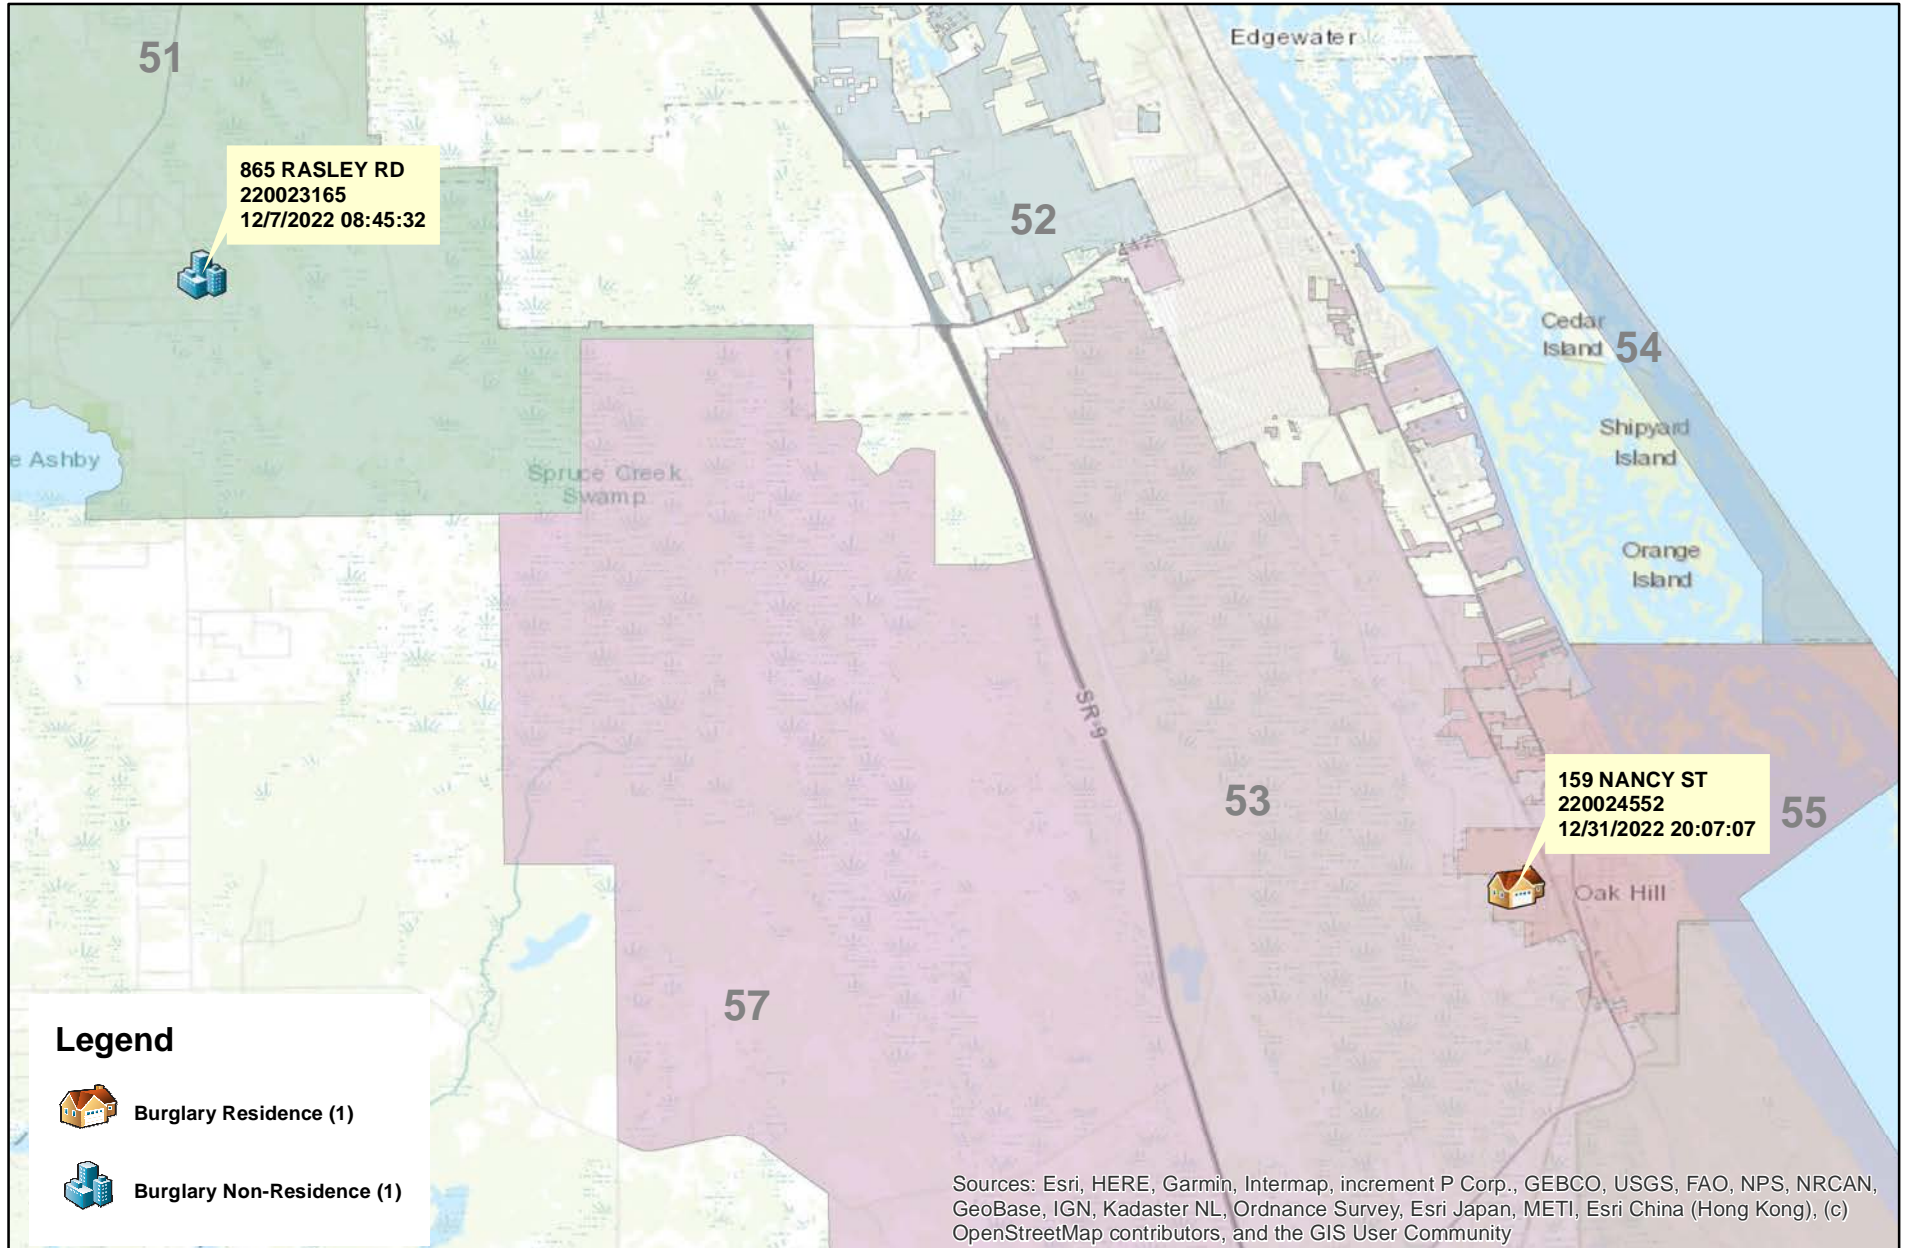 51
Edgewater
865 RASLEY RD
220023165
12/7/2022 08:45:32
52
442
Cedar
Island
54
Shipyard
Island
e Ashby
Spruce Creek
Swamp
Orange
Island
SR-9
53
159 NANCY ST
220024552
12/31/2022 20:07:07
55
Oak Hill
57
Legend
Burglary Residence (1)
Burglary Non-Residence (1)
Sources: Esri, HERE, Garmin, Intermap, increment P Corp., GEBCO, USGS, FAO, NPS, NRCAN,
GeoBase, IGN, Kadaster NL, Ordnance Survey, Esri Japan, METI, Esri China (Hong Kong), (c)
OpenStreetMap contributors, and the GIS User Community